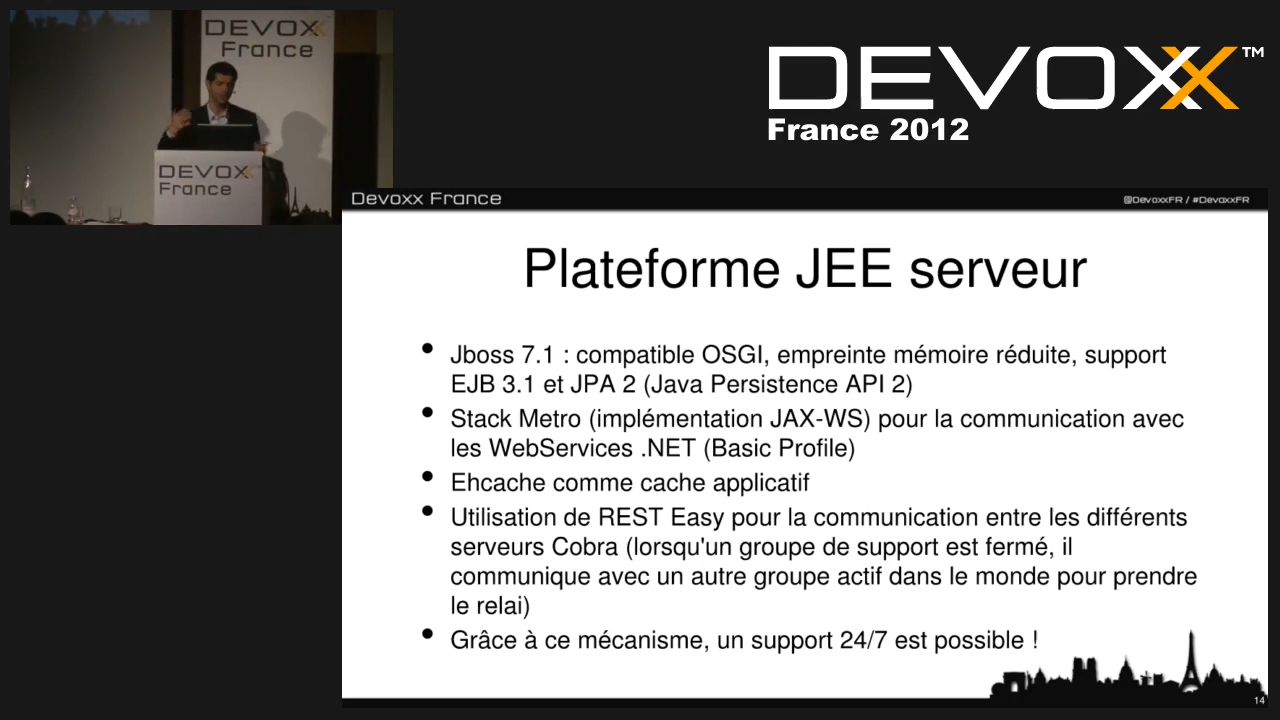 DEVOXX
France
DEVOXX
France
DEVOXX™
France 2012
Devoxx France
@DevoxxFR / #DevoxxFR
Plateforme JEE serveur
• Jboss 7.1 : compatible OSGI, empreinte mémoire réduite, support
EJB 3.1 et JPA 2 (Java Persistence API 2)
• Stack Metro (implémentation JAX-WS) pour la communication avec
les WebServices .NET (Basic Profile)
• Ehcache comme cache applicatif
• Utilisation de REST Easy pour la communication entre les différents
serveurs Cobra (lorsqu'un groupe de support est fermé, il
communique avec un autre groupe actif dans le monde pour prendre
le relai)
• Grâce à ce mécanisme, un support 24/7 est possible !
14